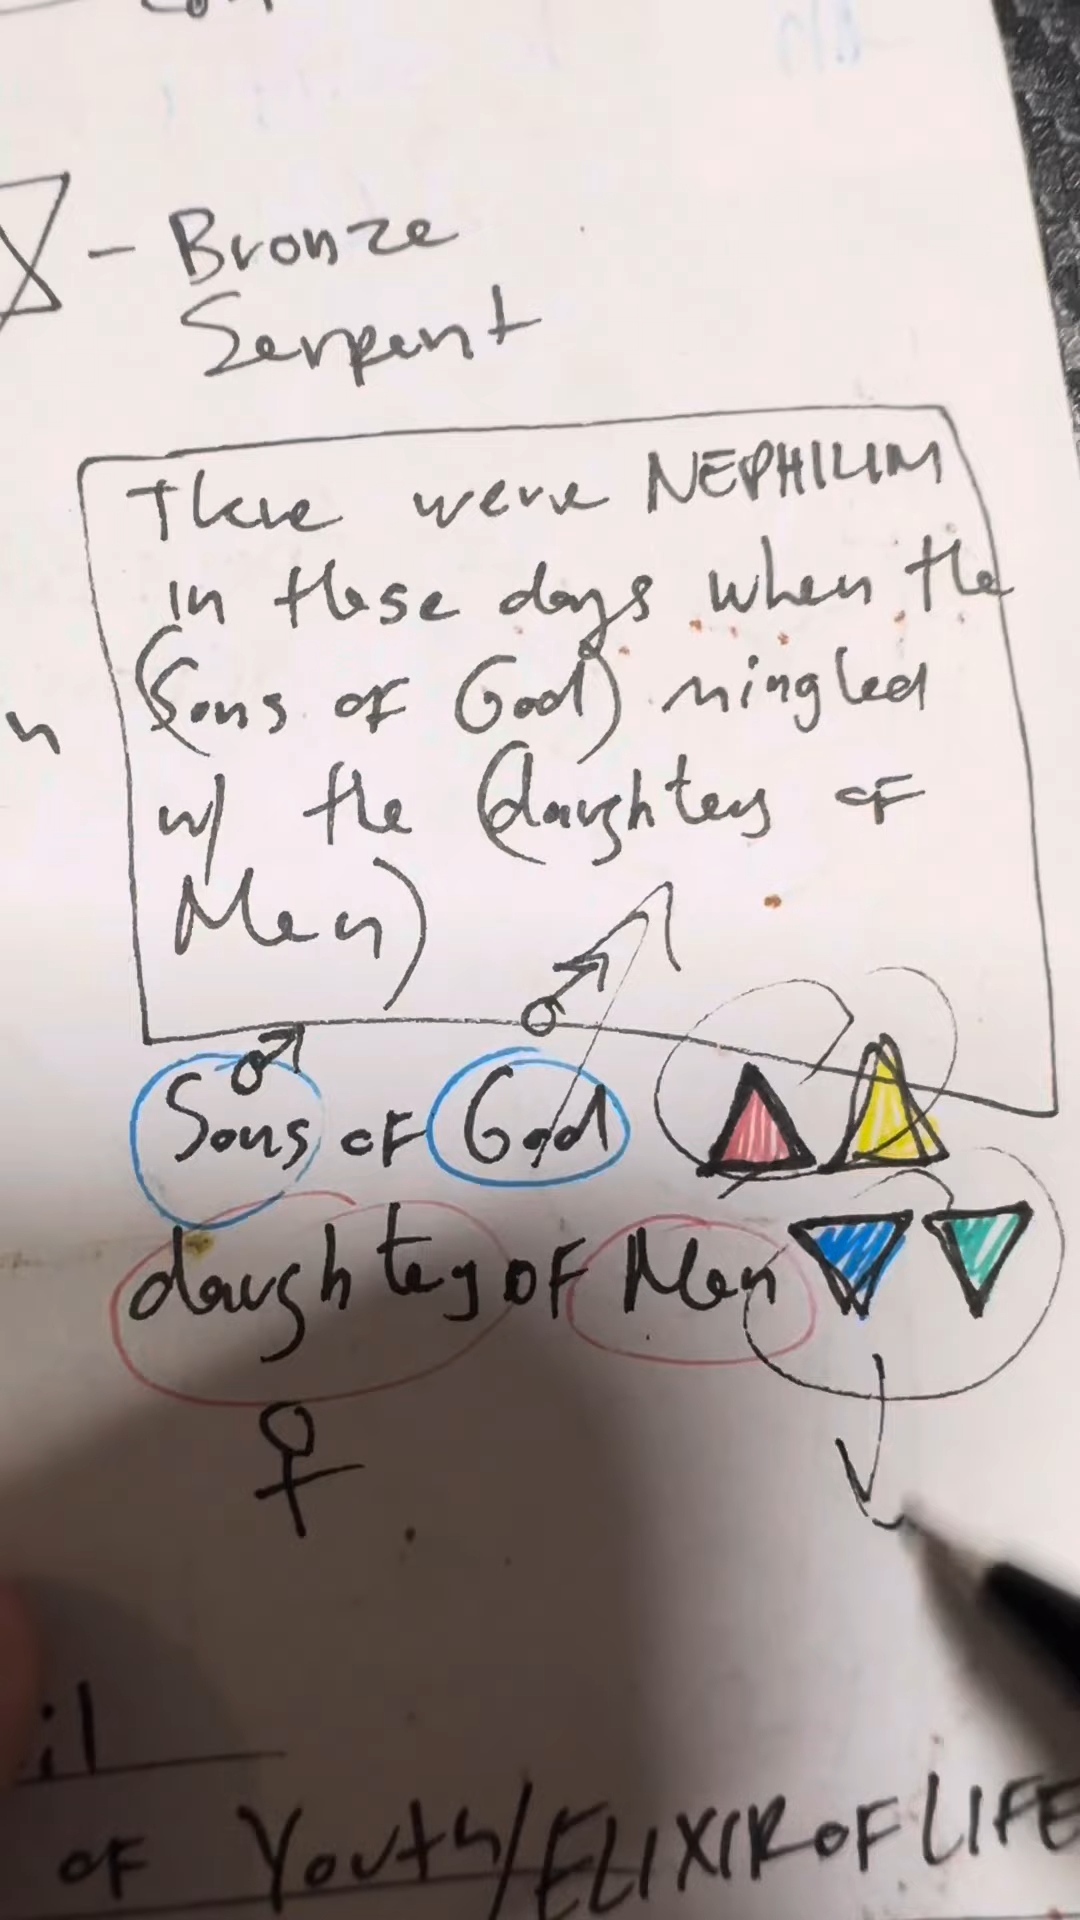 - Bronze
Serpent
There were NEPHILIM
in these days when the
(Sons of God) mingled
w/ the (daughters of
Men)
Sons of God
daughters of Men
of Youth/ELIXIR OF LIFE